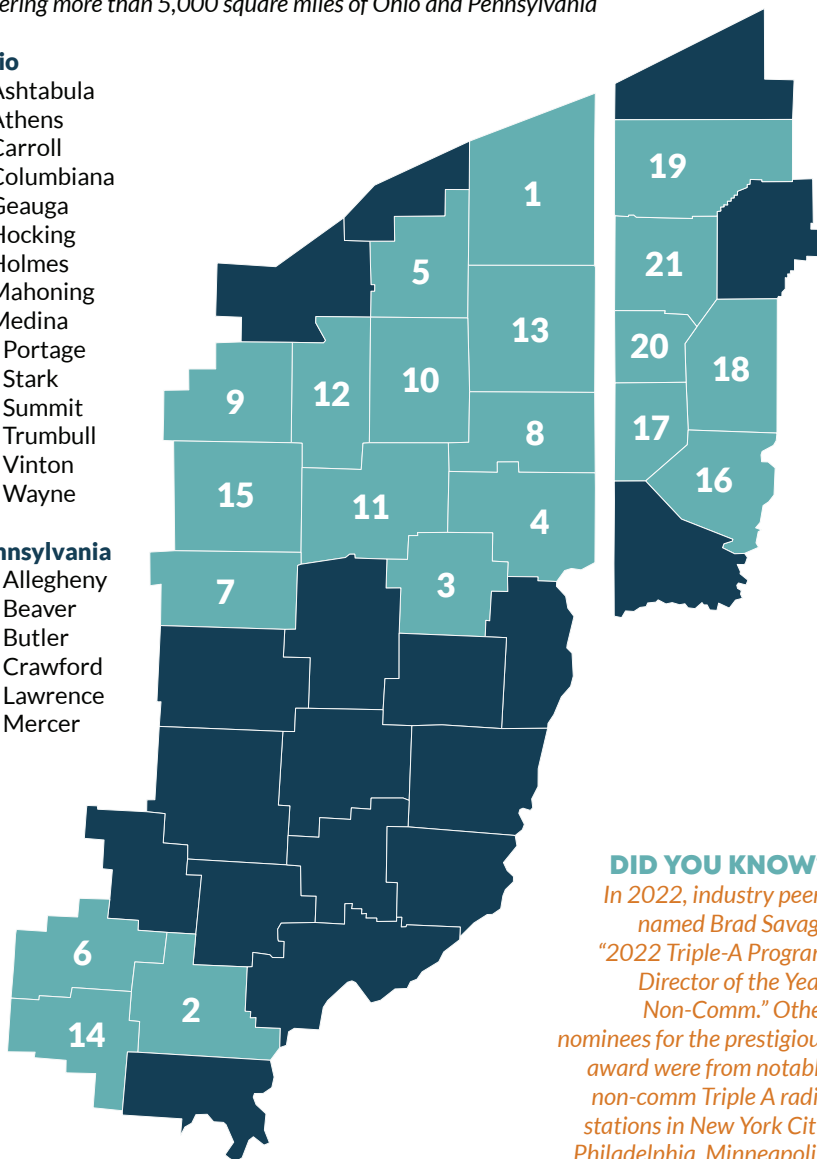 ering more than 5,000 square miles of Ohio and Pennsylvania
io
Ashtabula
Athens
Carroll
Columbiana
Geauga
Hocking
Holmes
Mahoning
Medina
Portage
Stark
Summit
Trumbull
Vinton
Wayne
nnsylvania
Allegheny
Beaver
Butler
Crawford
Lawrence
Mercer
1
19
5
21
13
20
18
10
12
9
17
8
16
15
11
4
3
7
6
2
14
DID YOU KNOW
In 2022, industry peer
named Brad Savag
“2022 Triple-A Program
Director of the Yea
Non-Comm.” Othe
nominees for the prestigiou
award were from notabl
non-comm Triple A radi
stations in New York Cit
Philadelphia, Minneapoli